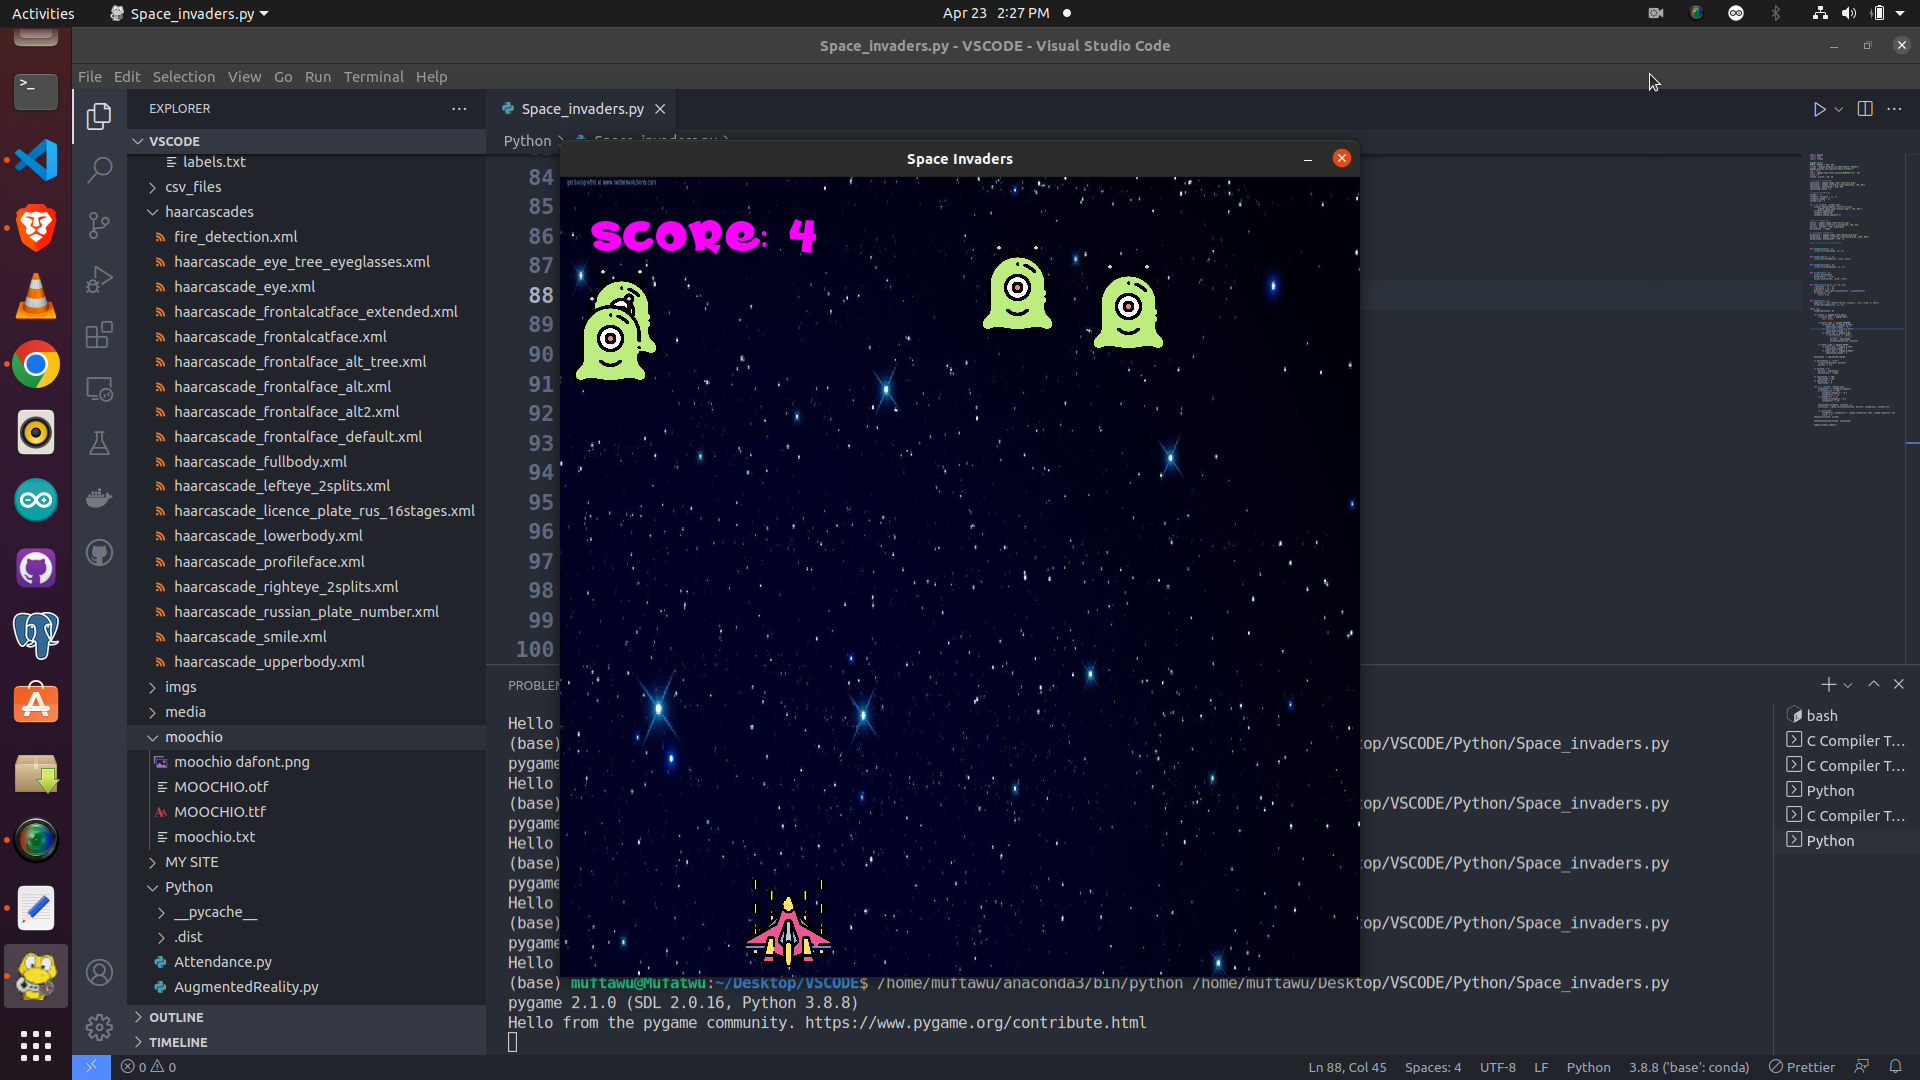 Activities
Space_invaders.py
Apr 23 2:27 PM
Space_invaders.py - VSCODE - Visual Studio Code
File Edit Selection View Go Run Terminal Help
EXPLORER
Space_invaders.py
VSCODE
Python
labels.txt
csv_files
haarcascades
fire_detection.xml
haarcascade_eye_tree_eyeglasses.xml
haarcascade_eye.xml
haarcascade_frontalcatface_extended.xml
haarcascade_frontalcatface.xml
haarcascade_frontalface_alt_tree.xml
haarcascade_frontalface_alt.xml
haarcascade_frontalface_alt2.xml
haarcascade_frontalface_default.xml
haarcascade_fullbody.xml
haarcascade_lefteye_2splits.xml
haarcascade_licence_plate_rus_16stages.xml
haarcascade_lowerbody.xml
haarcascade_profileface.xml
haarcascade_righteye_2splits.xml
haarcascade_russian_plate_number.xml
haarcascade_smile.xml
haarcascade_upperbody.xml
imgs
media
moochio
moochio dafont.png
MOOCHIO.otf
MOOCHIO.ttf
moochio.txt
MY SITE
Python
__pycache__
.dist
Attendance.py
AugmentedReality.py
OUTLINE
TIMELINE
84
85
86
87
88
89
90
91
92
93
94
95
96
97
98
99
100
Space Invaders
SCORE: 4
PROBLEM
Hello
(base) top/VSCODE/Python/Space_invaders.py
pygame
Hello
(base) top/VSCODE/Python/Space_invaders.py
pygame
Hello
(base) top/VSCODE/Python/Space_invaders.py
pygame
Hello
(base) top/VSCODE/Python/Space_invaders.py
pygame
Hello
(base) muftawu@Mufatwu:~/Desktop/VSCODE$ /home/muftawu/anaconda3/bin/python /home/muftawu/Desktop/VSCODE/Python/Space_invaders.py
pygame 2.1.0 (SDL 2.0.16, Python 3.8.8)
Hello from the pygame community. https://www.pygame.org/contribute.html
bash
C Compiler T...
C Compiler T...
Python
C Compiler T...
Python
0 0
Ln 88, Col 45
Spaces: 4
UTF-8
LF
Python
3.8.8 ('base': conda)
Prettier